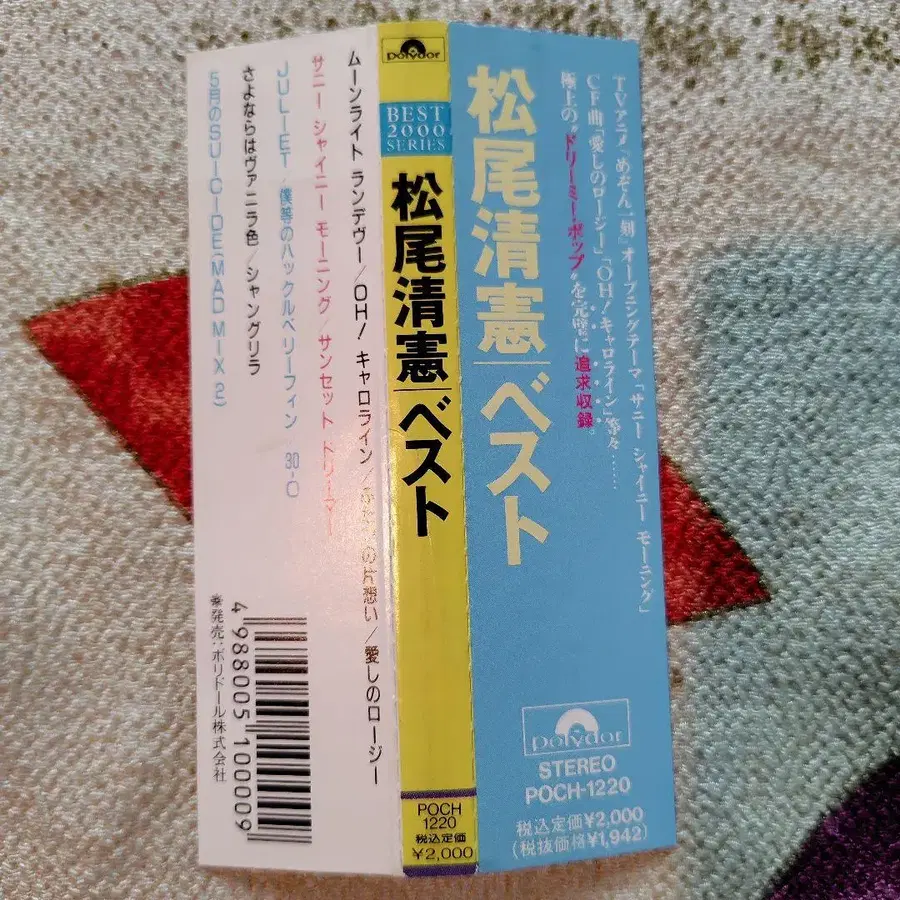 TVアニメ「めぞん一刻」オープニングテーマ「サニー シャイニー モーニング」
CF曲「愛しのロージー」「OH! キャロライン」等々……
極上の“ドリーミー・ポップ”を完璧に追求収録。
松尾清憲|ベスト
Polydor
STEREO
POCH-1220
税込定価¥2,000
(税抜価格¥1,942)
Polydor
BEST
2000
SERIES
松尾清憲|ベスト
POCH
1220
税込定価
¥2,000
ムーンライト ランデヴー/OH! キャロライン/ の片想い/愛しのロージー
サニー シャイニー モーニング/サンセット ドリーマー
JULIET/僕等のハックルベリーフィン/30-0
さよならはヴァニラ色/シャングリラ
5月のSUICIDE(MAD MIX 2)
4988005100009
発売:ポリドール株式会社